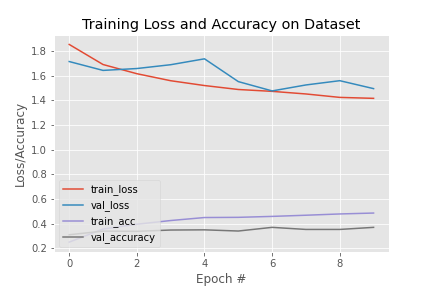 Training Loss and Accuracy on Dataset
Loss/Accuracy
1.8
1.6
1.4
1.2
1.0
0.8
0.6
0.4
0.2
train_loss
val_loss
train_acc
val_accuracy
0 2 4 6 8
Epoch #